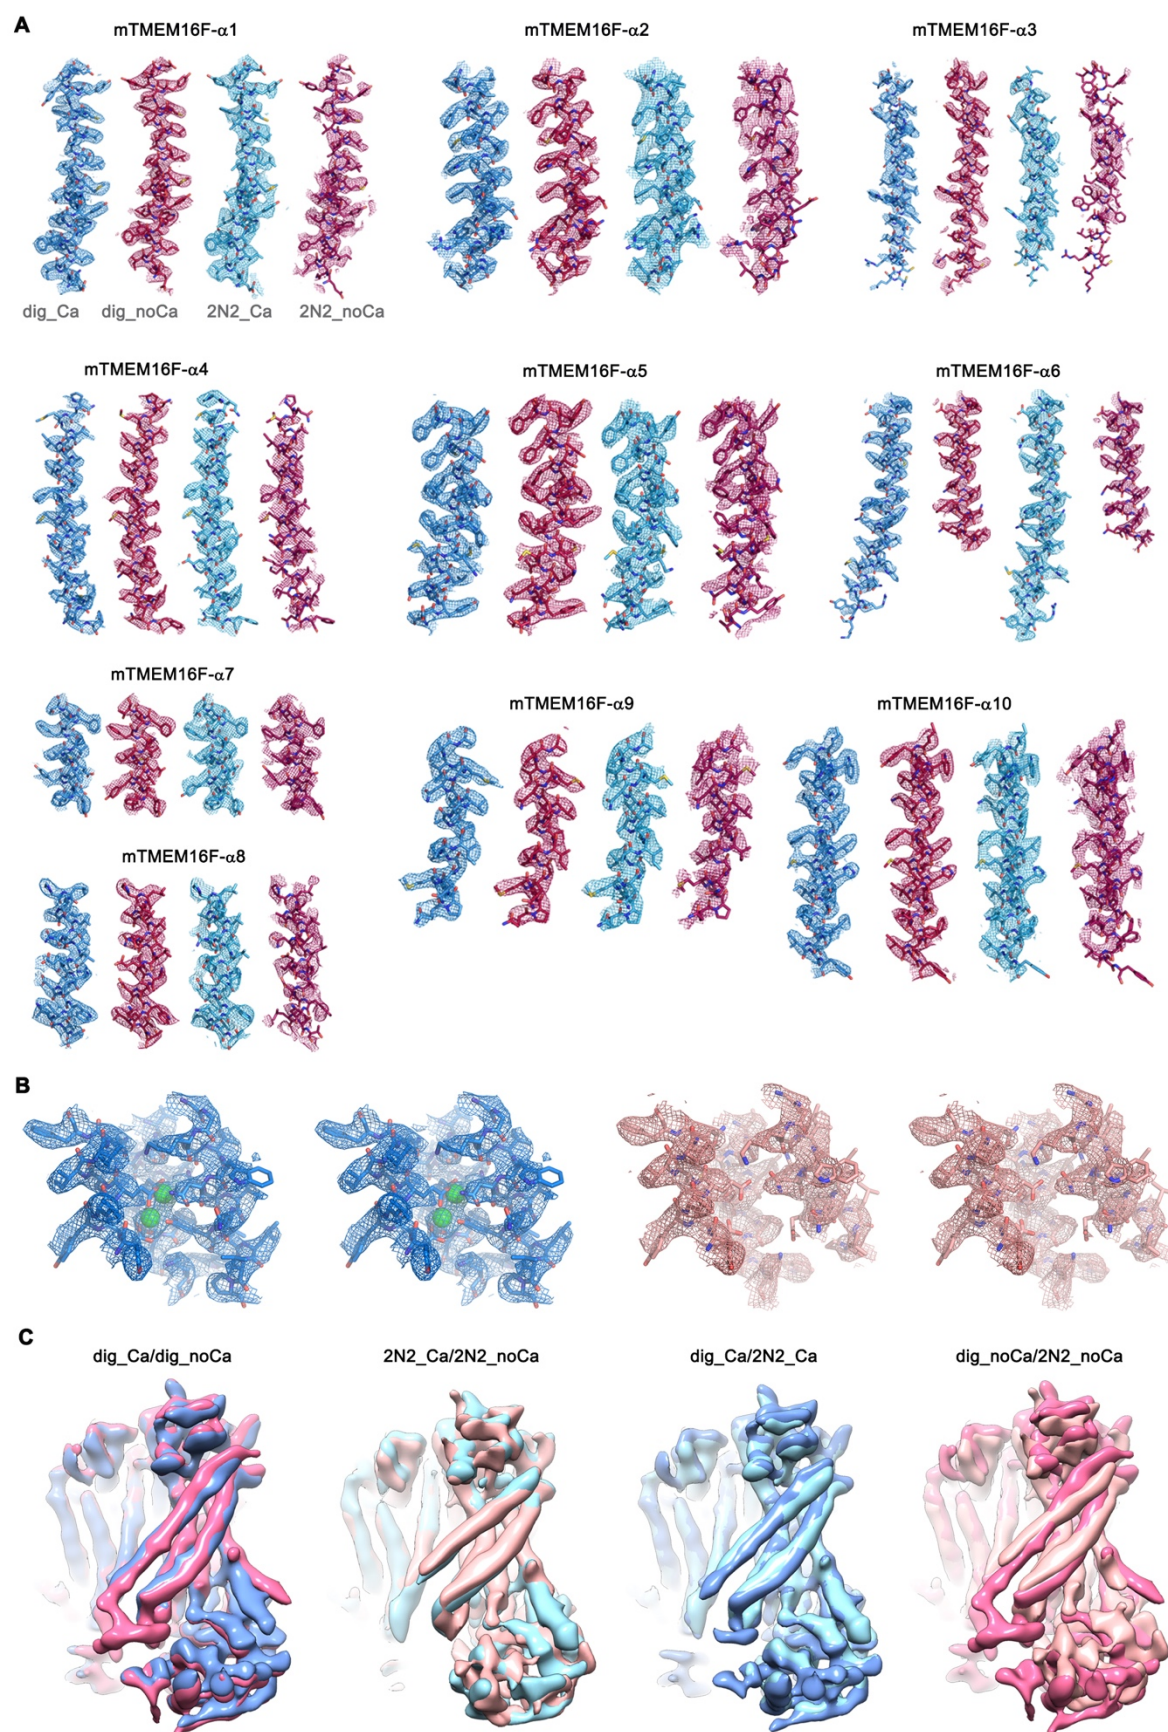 A
mTMEM16F-α1
mTMEM16F-α2
mTMEM16F-α3
dig_Ca
dig_noCa
2N2_Ca
2N2_noCa
mTMEM16F-α4
mTMEM16F-α5
mTMEM16F-α6
mTMEM16F-α7
mTMEM16F-α9
mTMEM16F-α10
mTMEM16F-α8
B
C
dig_Ca/dig_noCa
2N2_Ca/2N2_noCa
dig_Ca/2N2_Ca
dig_noCa/2N2_noCa